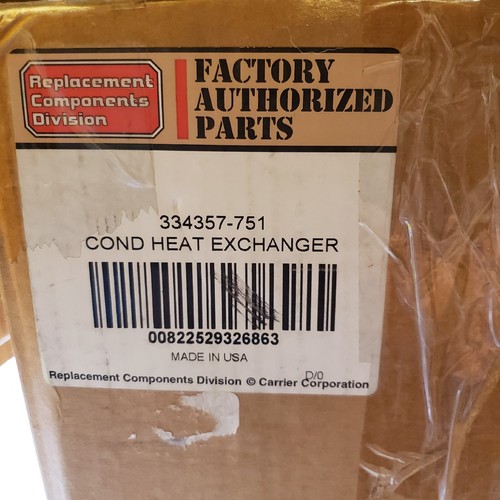 Replacement
Components
Division
FACTORY
AUTHORIZED
PARTS
334357-751
COND HEAT EXCHANGER
00822529326863
MADE IN USA
D/0
Replacement Components Division © Carrier Corporation